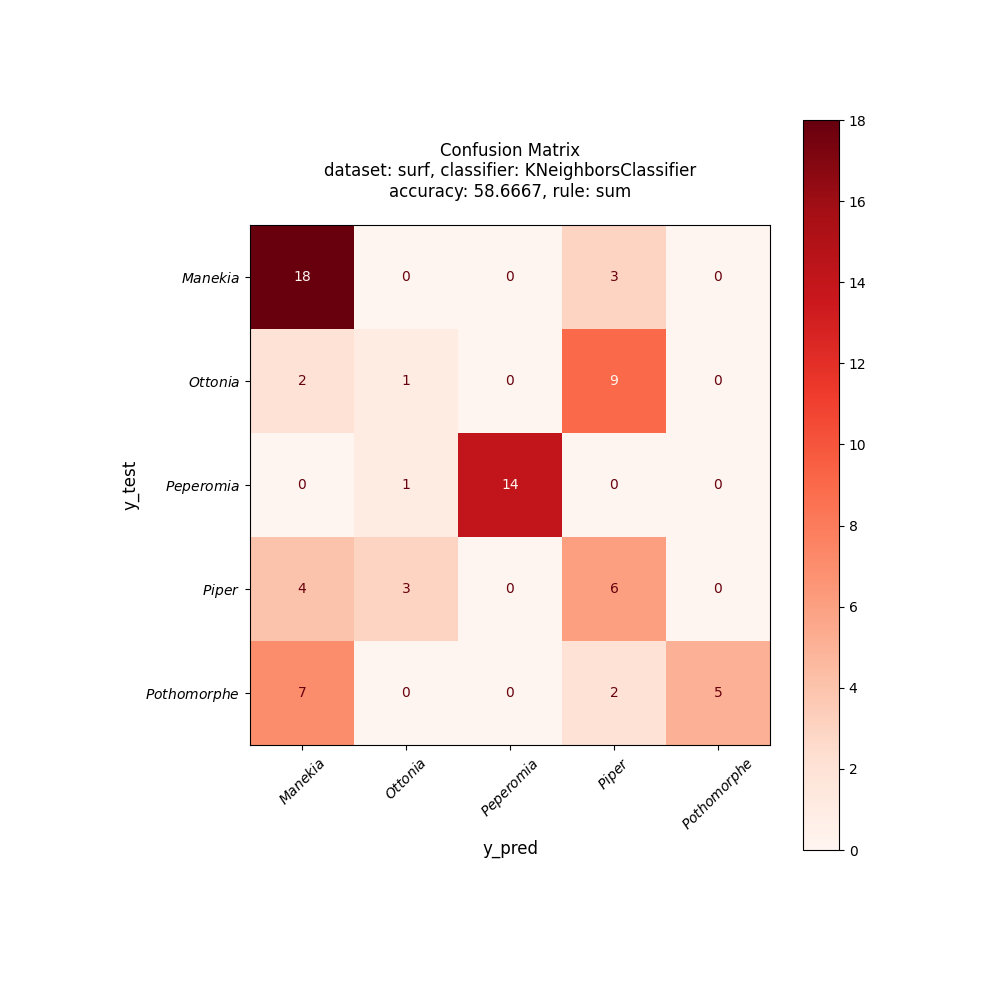 Confusion Matrix
dataset: surf, classifier: KNeighborsClassifier
accuracy: 58.6667, rule: sum
y_test
Manekia 18 0 0 3 0
Ottonia 2 1 0 9 0
Peperomia 0 1 14 0 0
Piper 4 3 0 6 0
Pothomorphe 7 0 0 2 5
Manekia Ottonia Peperomia Piper Pothomorphe
y_pred
18
16
14
12
10
8
6
4
2
0